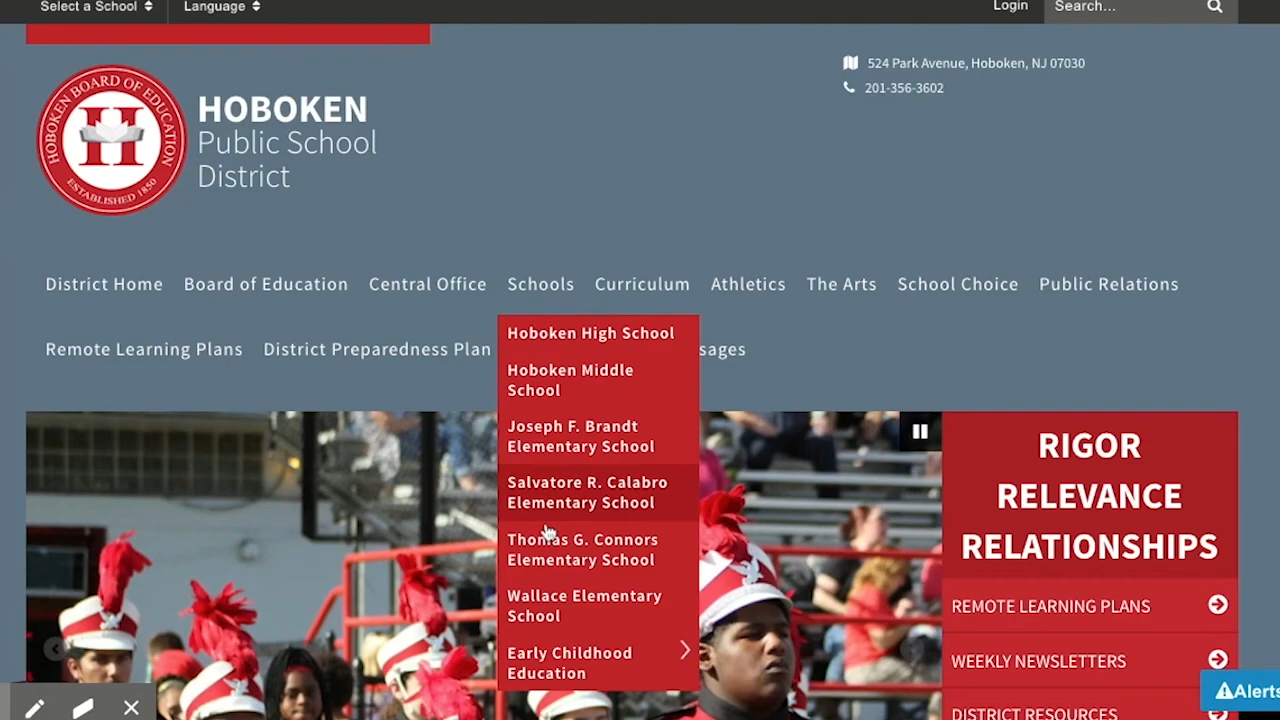 Select a School
Language
Login
Search...
524 Park Avenue, Hoboken, NJ 07030
201-356-3602
HOBOKEN BOARD OF EDUCATION
H
ESTABLISHED 1850
HOBOKEN
Public School
District
District Home
Board of Education
Central Office
Schools
Curriculum
Athletics
The Arts
School Choice
Public Relations
Remote Learning Plans
District Preparedness Plan
sages
Hoboken High School
Hoboken Middle
School
Joseph F. Brandt
Elementary School
Salvatore R. Calabro
Elementary School
Thomas G. Connors
Elementary School
Wallace Elementary
School
Early Childhood
Education
RIGOR
RELEVANCE
RELATIONSHIPS
REMOTE LEARNING PLANS
WEEKLY NEWSLETTERS
DISTRICT RESOURCES
Alerts